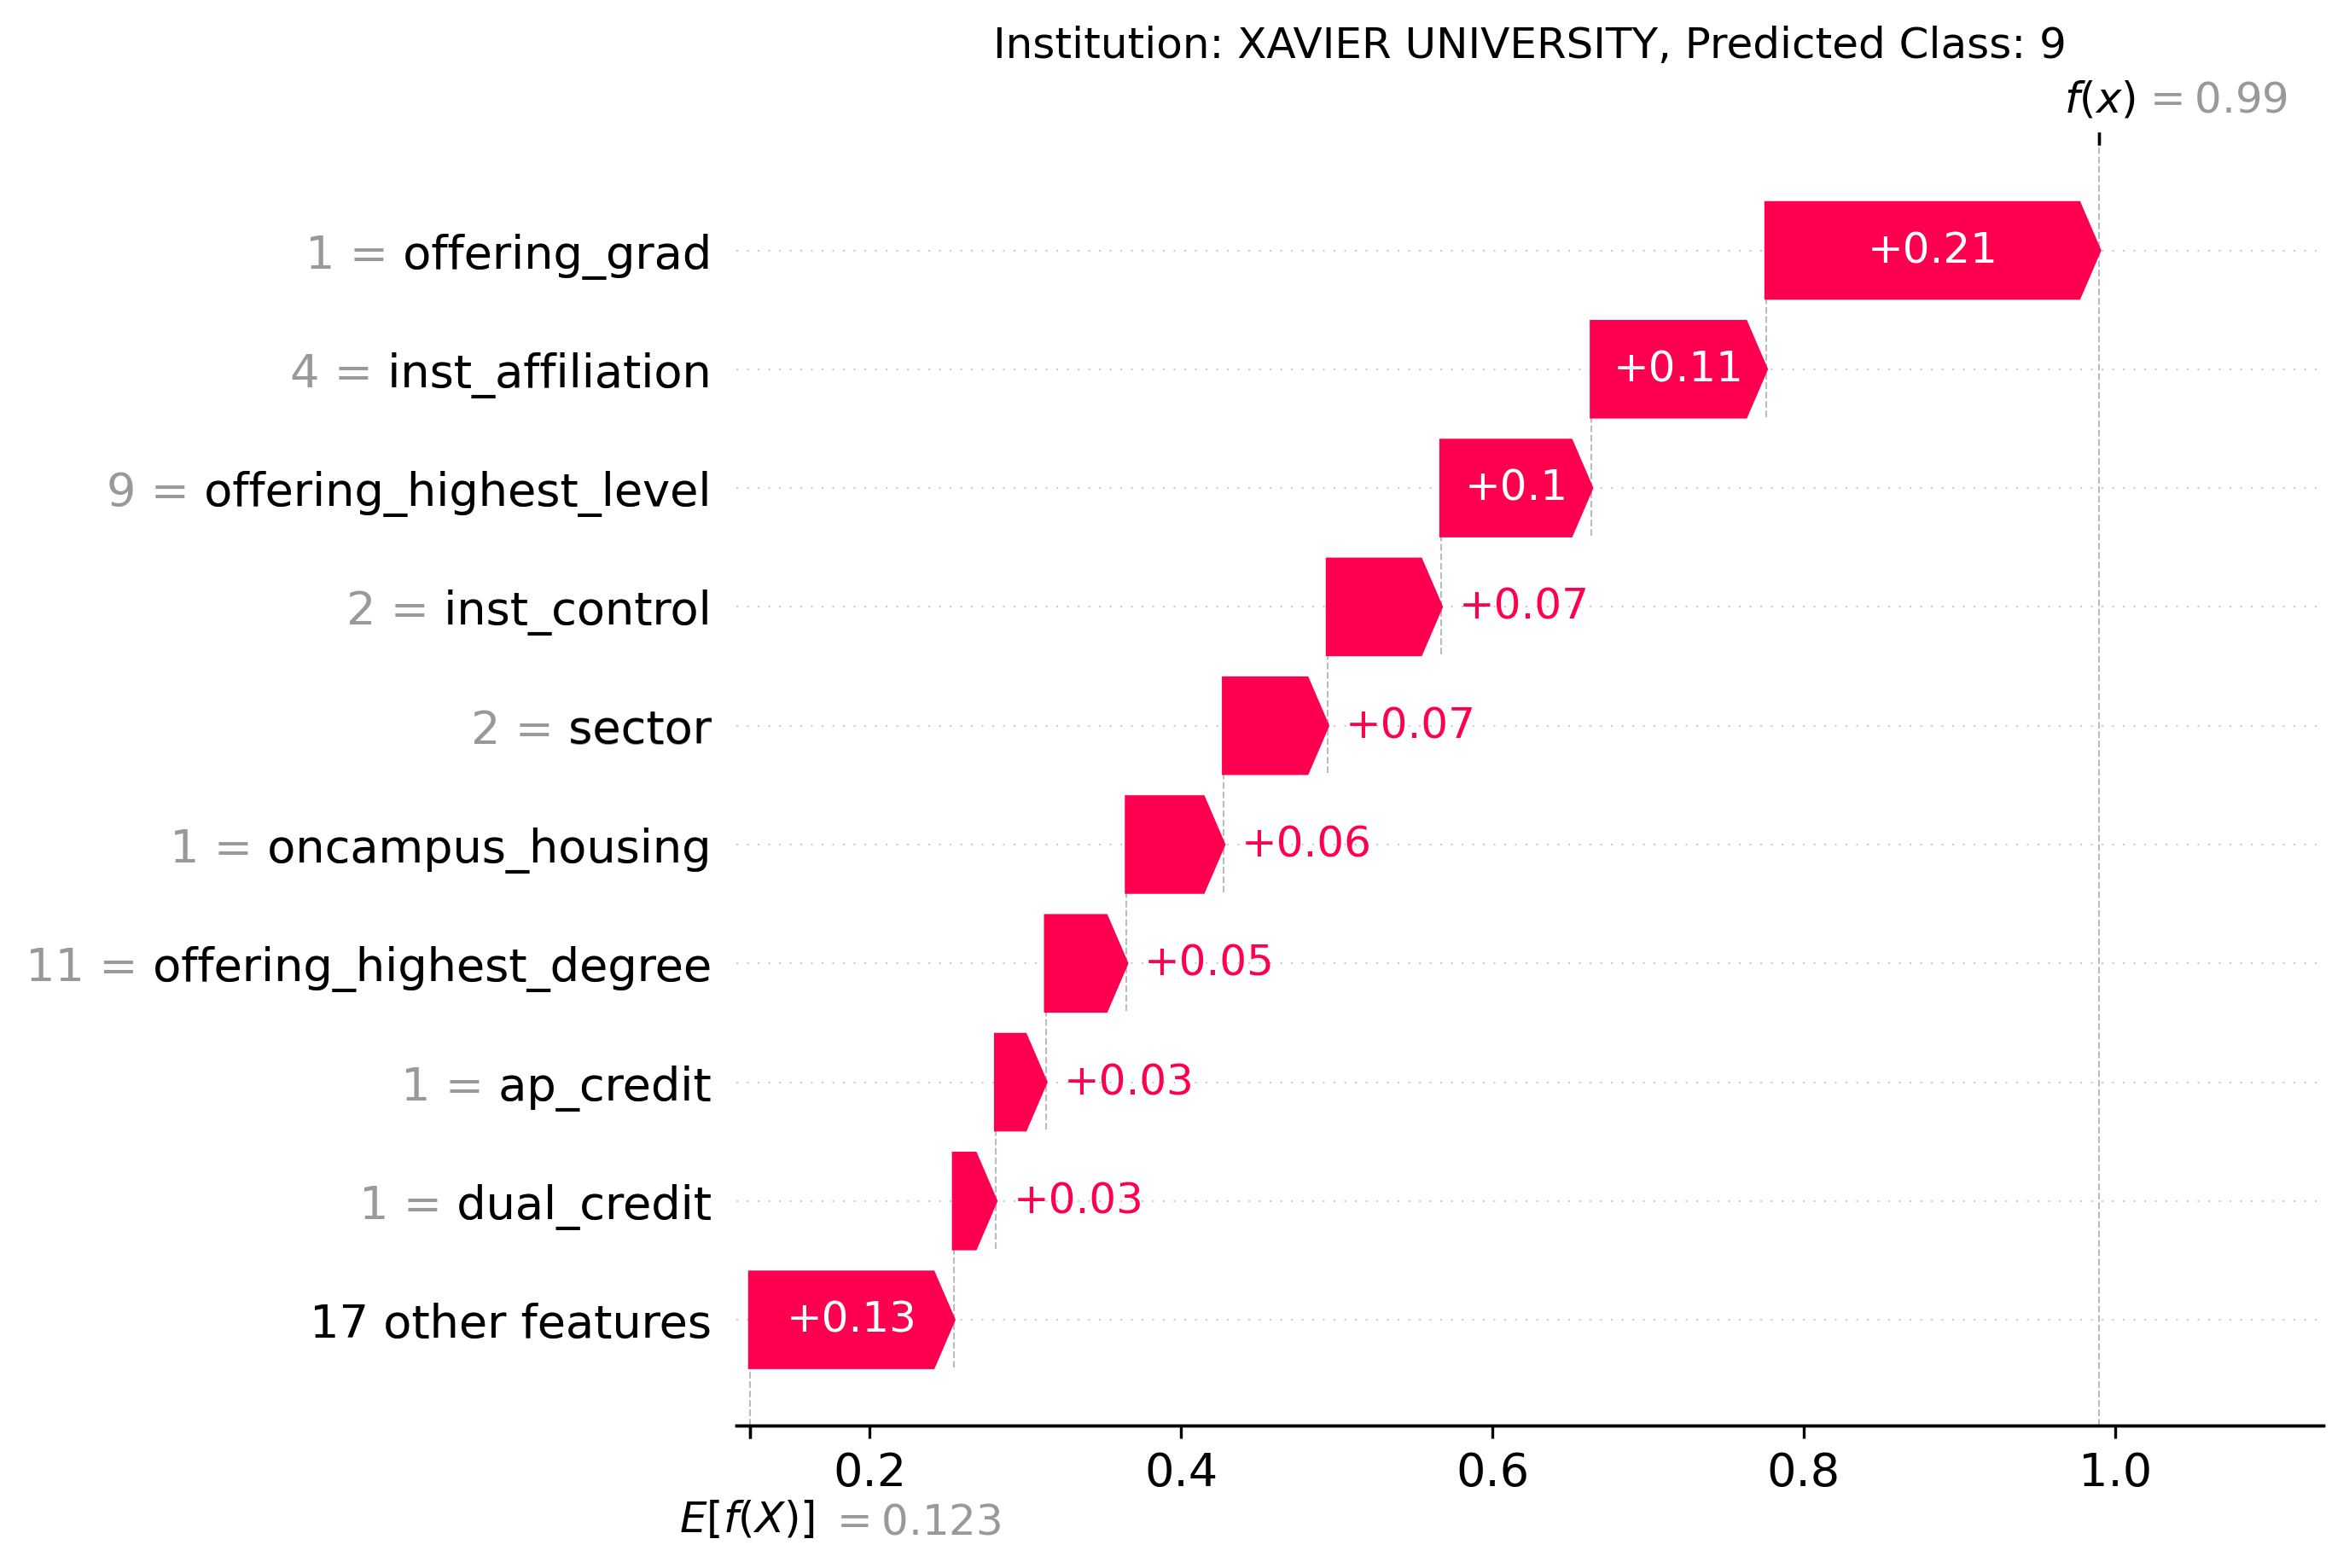 Institution: XAVIER UNIVERSITY, Predicted Class: 9
f(x) = 0.99
1 = offering_grad +0.21
4 = inst_affiliation +0.11
9 = offering_highest_level +0.1
2 = inst_control +0.07
2 = sector +0.07
1 = oncampus_housing +0.06
11 = offering_highest_degree +0.05
1 = ap_credit +0.03
1 = dual_credit +0.03
17 other features +0.13
0.2 0.4 0.6 0.8 1.0
E[f(X)] = 0.123